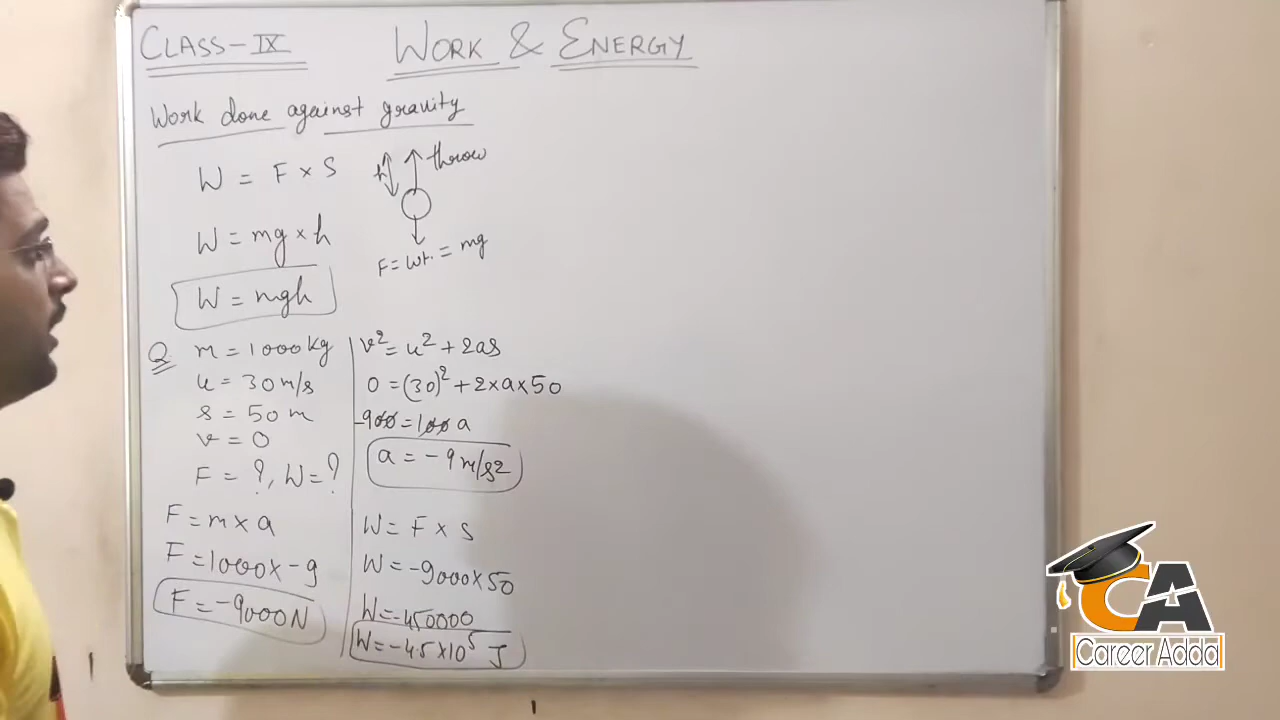 CLASS-IX
WORK & ENERGY
Work done against gravity
W = F × S
W = mg × h
W = mgh
h
throw
F = wt. = mg
Q. m = 1000 kg
u = 30 m/s
s = 50 m
v = 0
F = ?, W = ?
F = m × a
F = 1000 × -9
F = -9000N
v² = u² + 2as
0 = (30)² + 2×a×50
-900 = 100 a
a = -9 m/s2
W = F × S
W = -9000×50
W = -450000
W = -4.5 ×10⁵ J
CA
Career Adda